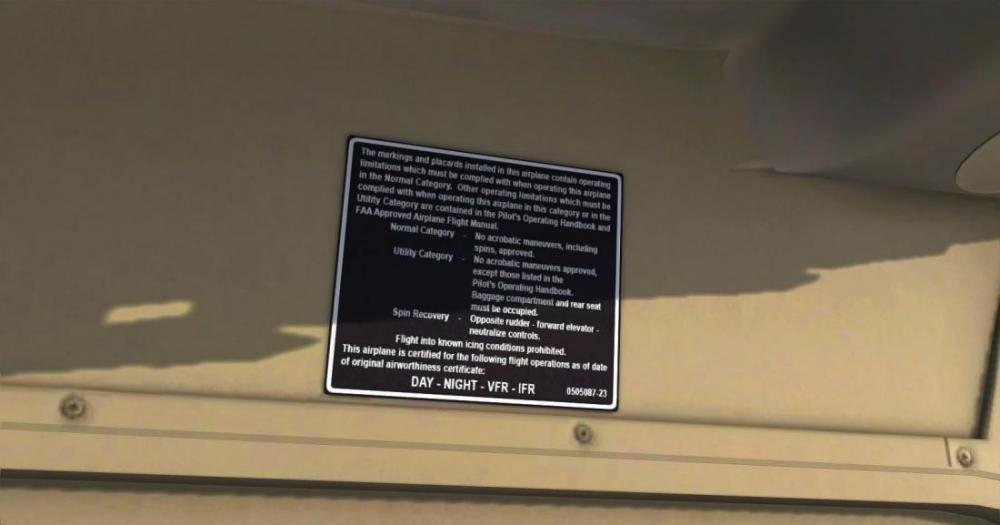 The markings and placards installed in this airplane contain operating
limitations which must be complied with when operating this airplane
in the Normal Category. Other operating limitations which must be
complied with when operating this airplane in this category or in the
Utility Category are contained in the Pilot's Operating Handbook and
FAA Approved Airplane Flight Manual.
Normal Category - No acrobatic maneuvers, including
spins, approved.
Utility Category - No acrobatic maneuvers approved,
except those listed in the
Pilot's Operating Handbook.
Baggage compartment and rear seat
must be occupied.
Spin Recovery - Opposite rudder - forward elevator -
neutralize controls.
Flight into known icing conditions prohibited.
This airplane is certified for the following flight operations as of date
of original airworthiness certificate:
DAY - NIGHT - VFR - IFR 0505087-23